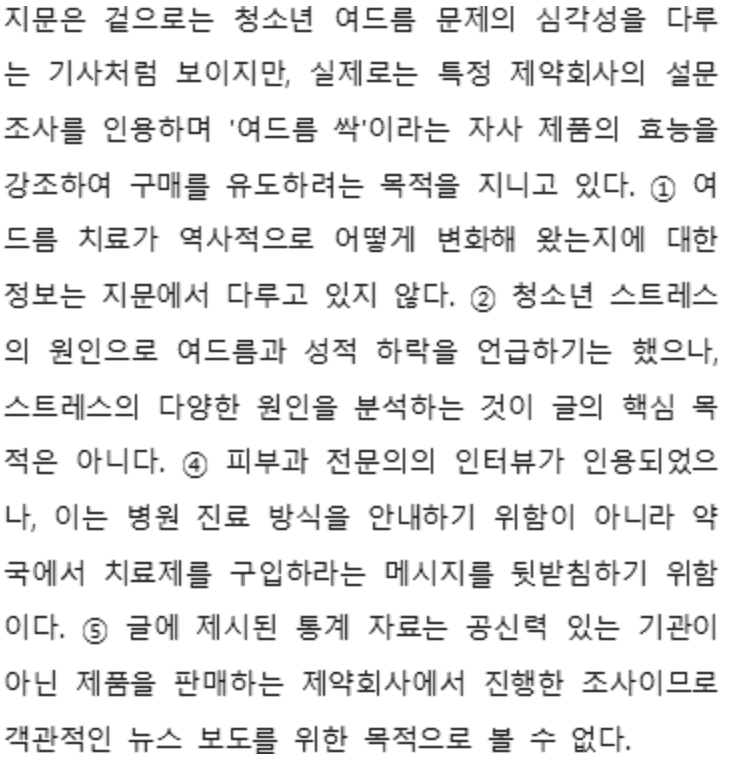 지문은 겉으로는 청소년 여드름 문제의 심각성을 다루
는 기사처럼 보이지만, 실제로는 특정 제약회사의 설문
조사를 인용하며 '여드름 싹'이라는 자사 제품의 효능을
강조하여 구매를 유도하려는 목적을 지니고 있다. ① 여
드름 치료가 역사적으로 어떻게 변화해 왔는지에 대한
정보는 지문에서 다루고 있지 않다. ② 청소년 스트레스
의 원인으로 여드름과 성적 하락을 언급하기는 했으나,
스트레스의 다양한 원인을 분석하는 것이 글의 핵심 목
적은 아니다. ④ 피부과 전문의의 인터뷰가 인용되었으
나, 이는 병원 진료 방식을 안내하기 위함이 아니라 약
국에서 치료제를 구입하라는 메시지를 뒷받침하기 위함
이다. ⑤ 글에 제시된 통계 자료는 공신력 있는 기관이
아닌 제품을 판매하는 제약회사에서 진행한 조사이므로
객관적인 뉴스 보도를 위한 목적으로 볼 수 없다.